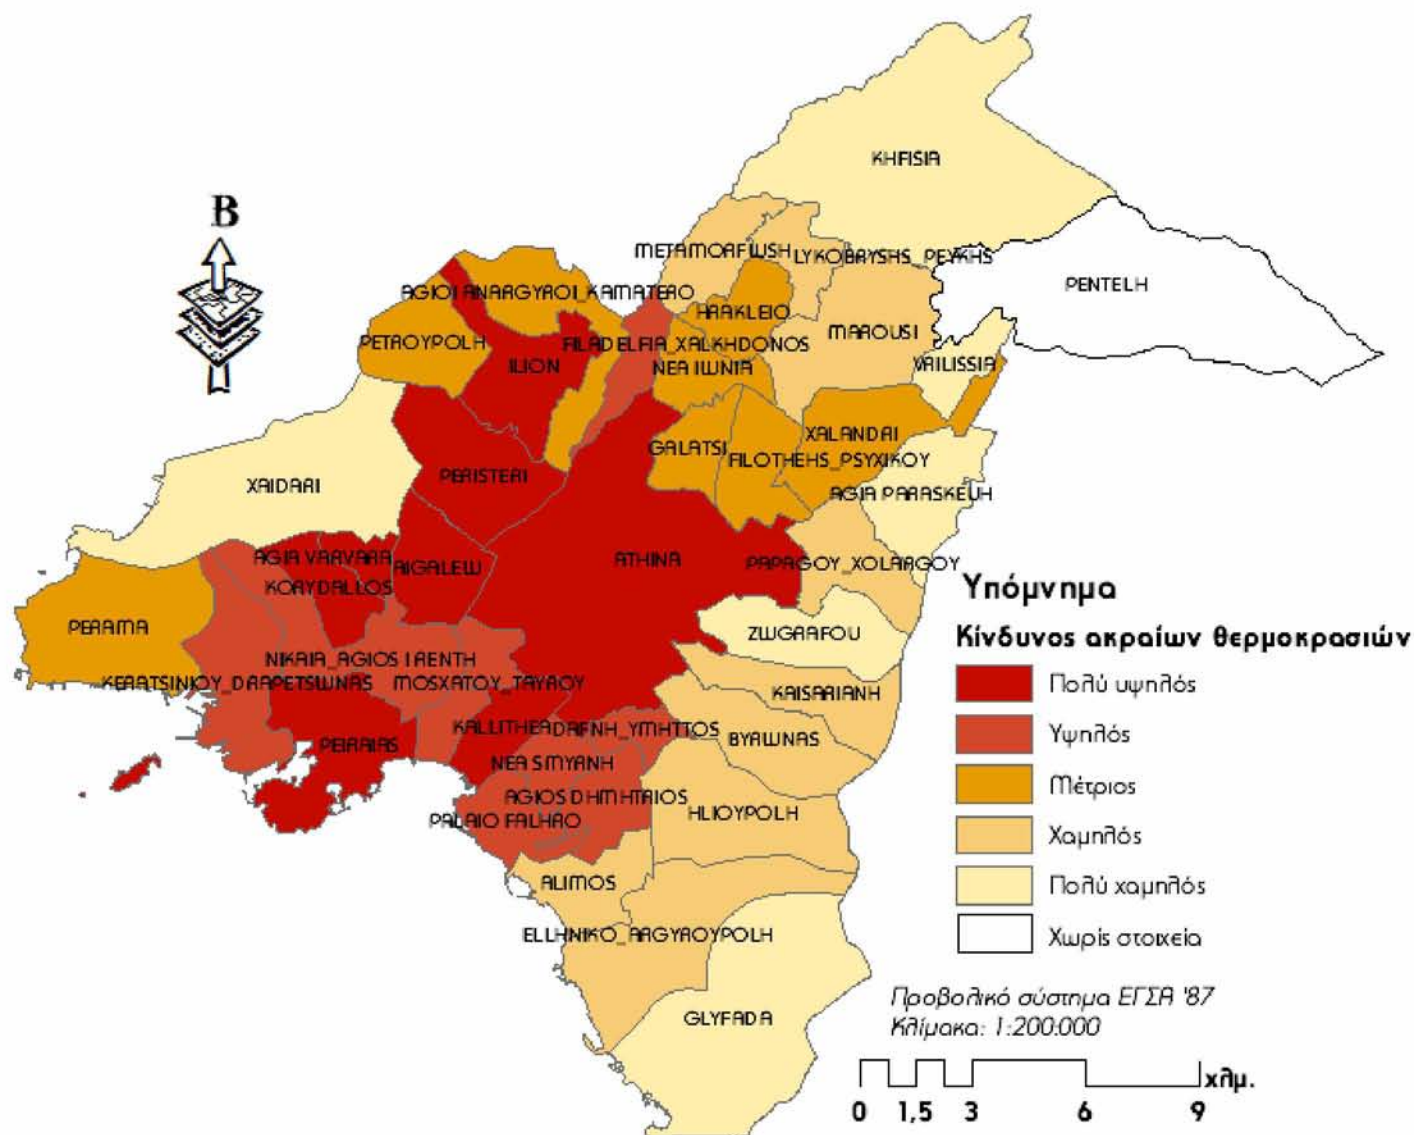 KHFISIA
B
METAMORFWSH
LYKOBRYSHS_PEYKHS
PENTELH
AGIOI ANARGYROI_KAMATERO
HRAKLEIO
PETROYPOLH
MAROUSI
FILADELFIA_XALKHDONOS
ILION
NEA IWNIA
VRILISSIA
XALANDRI
GALATSI
FILOTHEHS_PSYXIKOY
PERISTERI
XAIDARI
AGIA PARASKEUH
AGIA VARVARA
AIGALEW
ATHINA
PAPAGOY_XOLARGOY
KORYDALLOS
PERAMA
ZWGRAFOU
NIKAIA_AGIOS I RENTH
KERATSINIOY_DRAPETSWNAS
MOSXATOY_TAYROY
KAISARIANH
KALLITHEA
DAFNH_YMHTTOS
PEIRAIAS
BYRWNAS
NEA SMYRNH
AGIOS DHMHTRIOS
PALAIO FALHRO
HLIOYPOLH
ALIMOS
ELLHNIKO_ARGYROYPOLH
GLYFADA
Υπόμνημα
Κίνδυνος ακραίων θερμοκρασιών
Πολύ υψηλός
Υψηλός
Μέτριος
Χαμηλός
Πολύ χαμηλός
Χωρίς στοιχεία
Προβολικό σύστημα ΕΓΣΑ '87
Κλίμακα: 1:200.000
χλμ.
0 1,5 3 6 9